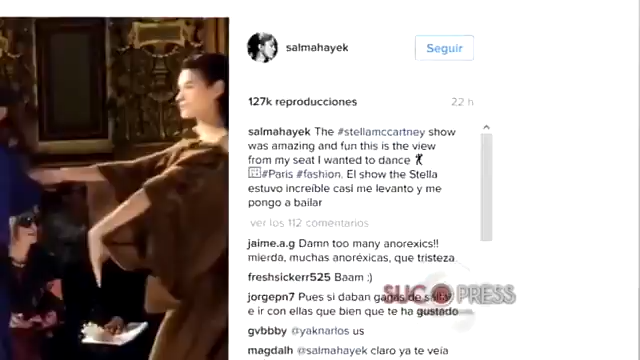 salmahayek
Seguir
127k reproducciones
22 h
salmahayek The #stellamccartney show
was amazing and fun this is the view
from my seat I wanted to dance
#Paris #fashion. El show the Stella
estuvo increíble casi me levanto y me
pongo a bailar
ver los 112 comentarios
jaime.a.g Damn too many anorexics!!
mierda, muchas anoréxicas, que tristeza
freshsickerr525 Baam :)
jorgepn7 Pues si daban ganas de saltar
e ir con ellas que bien que te ha gustado
gvbbby @yaknarlos us
magdalh @salmahayek claro ya te veía
SUCOPRESS